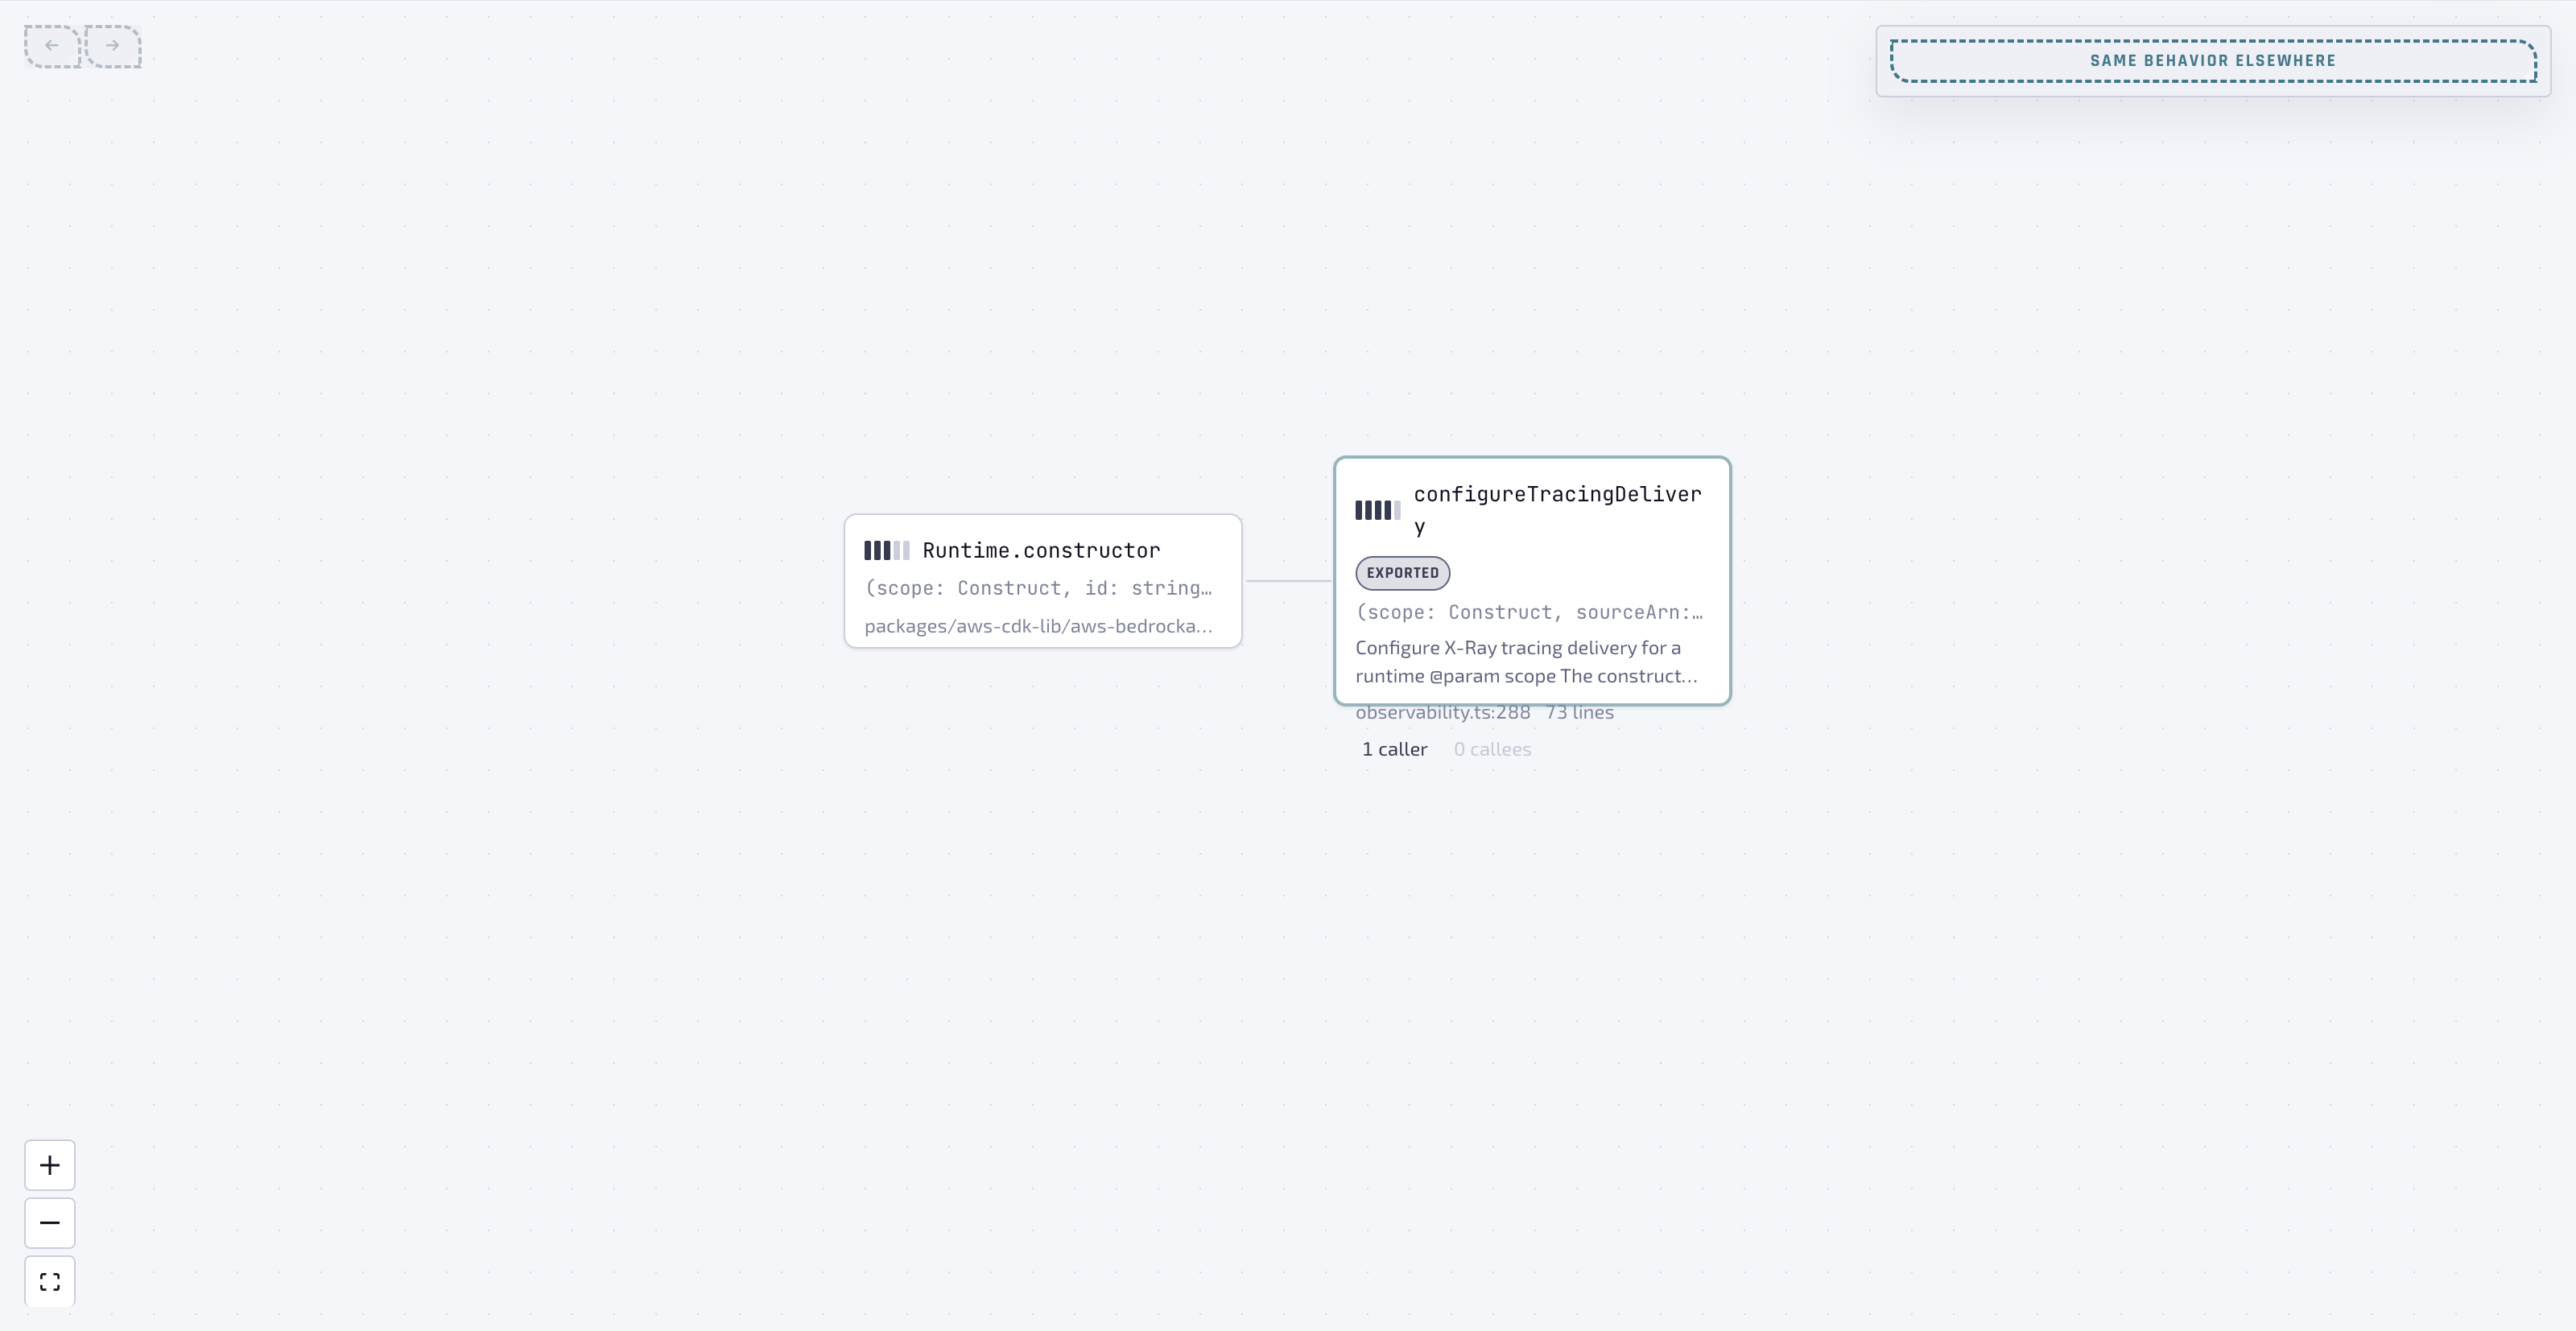 SAME BEHAVIOR ELSEWHERE
Runtime.constructor
(scope: Construct, id: string…
packages/aws-cdk-lib/aws-bedrocka…
configureTracingDeliver
y
EXPORTED
(scope: Construct, sourceArn:…
Configure X-Ray tracing delivery for a
runtime @param scope The construct…
observability.ts:288 73 lines
1 caller 0 callees